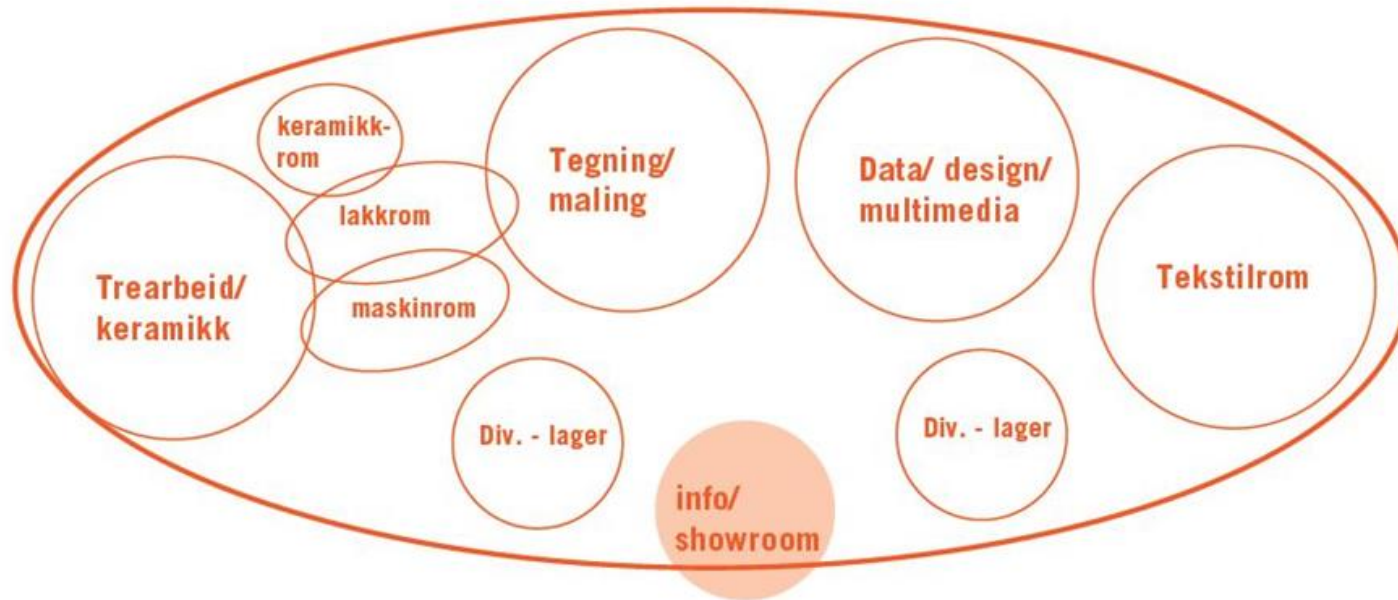 keramikk-
rom
lakkrom
maskinrom
Trearbeid/
keramikk
Tegning/
maling
Data/ design/
multimedia
Tekstilrom
Div. - lager
Div. - lager
info/
showroom